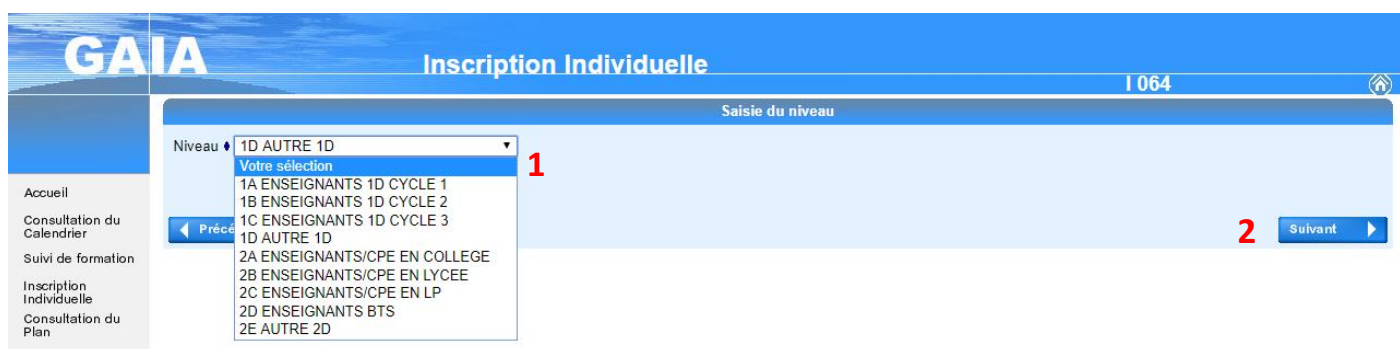 GAIA
Inscription Individuelle
I 064
Saisie du niveau
Niveau 1D AUTRE 1D
1
Votre sélection
1A ENSEIGNANTS 1D CYCLE 1
1B ENSEIGNANTS 1D CYCLE 2
1C ENSEIGNANTS 1D CYCLE 3
1D AUTRE 1D
2A ENSEIGNANTS/CPE EN COLLEGE
2B ENSEIGNANTS/CPE EN LYCEE
2C ENSEIGNANTS/CPE EN LP
2D ENSEIGNANTS BTS
2E AUTRE 2D
Précé
2
Suivant
Accueil
Consultation du
Calendrier
Suivi de formation
Inscription
Individuelle
Consultation du
Plan